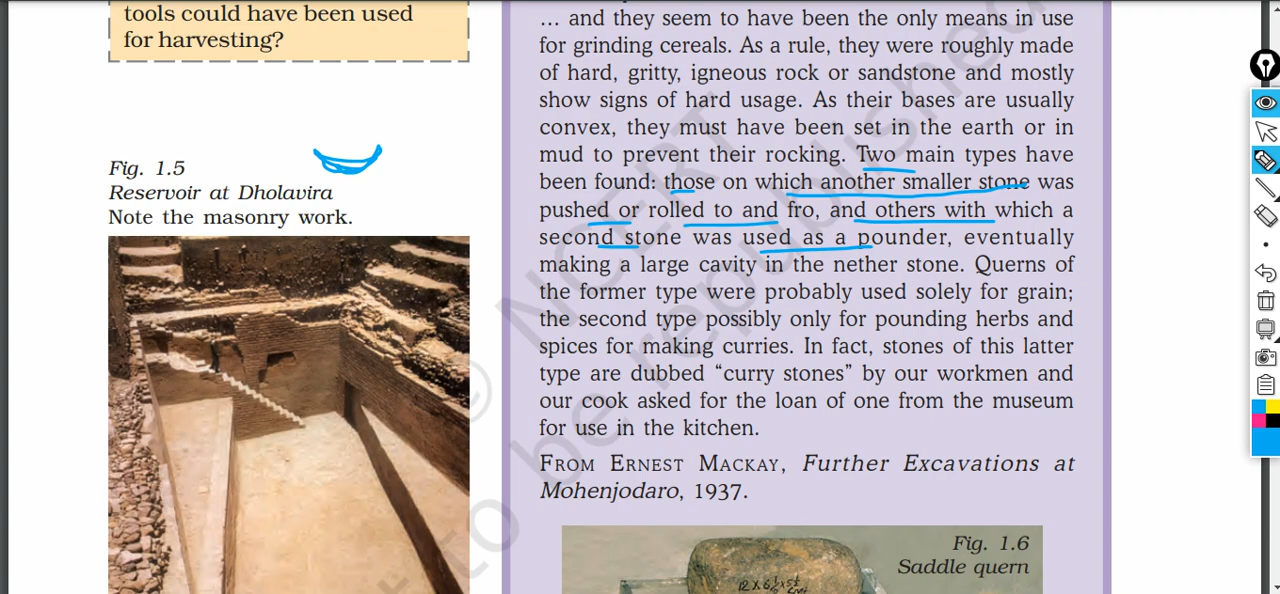 tools could have been used
for harvesting?
Fig. 1.5
Reservoir at Dholavira
Note the masonry work.
... and they seem to have been the only means in use
for grinding cereals. As a rule, they were roughly made
of hard, gritty, igneous rock or sandstone and mostly
show signs of hard usage. As their bases are usually
convex, they must have been set in the earth or in
mud to prevent their rocking. Two main types have
been found: those on which another smaller stone was
pushed or rolled to and fro, and others with which a
second stone was used as a pounder, eventually
making a large cavity in the nether stone. Querns of
the former type were probably used solely for grain;
the second type possibly only for pounding herbs and
spices for making curries. In fact, stones of this latter
type are dubbed “curry stones” by our workmen and
our cook asked for the loan of one from the museum
for use in the kitchen.
FROM ERNEST MACKAY, Further Excavations at
Mohenjodaro, 1937.
Fig. 1.6
Saddle quern
© NCERT
be republished